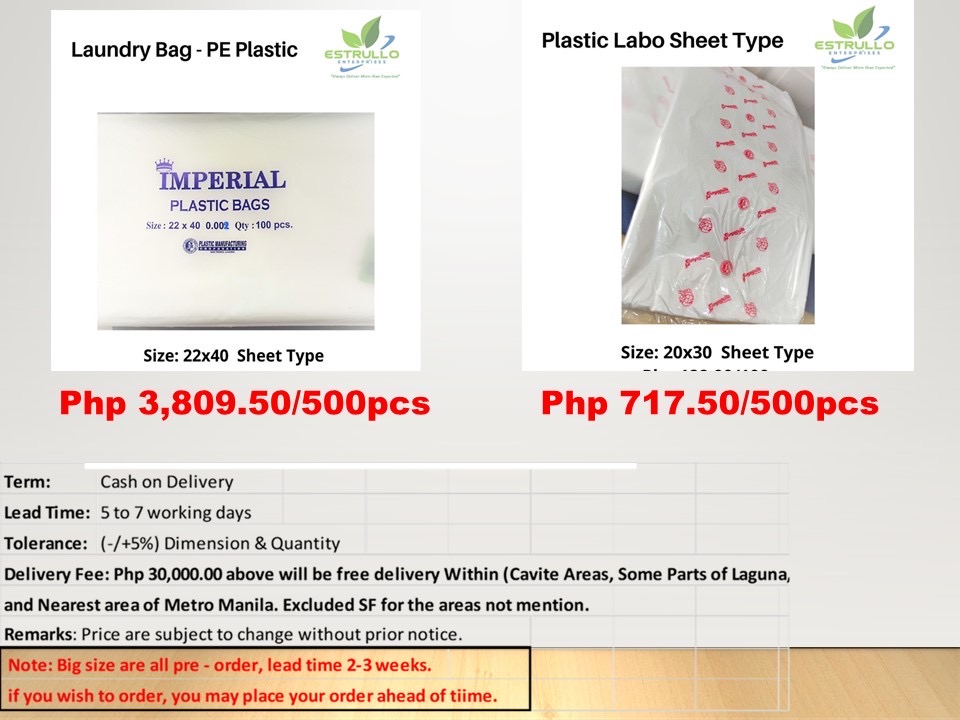 Laundry Bag - PE Plastic
ESTRULLO
ENTERPRISES
"Always Deliver More than Expected"
IMPERIAL
PLASTIC BAGS
Size: 22 x 40 0.002 Qty :100 pcs.
PLASTIC MANUFACTURING
CORPORATION
Size: 22x40 Sheet Type
Php 3,809.50/500pcs
Plastic Labo Sheet Type
ESTRULLO
ENTERPRISES
"Always Deliver More than Expected"
Size: 20x30 Sheet Type
Php 717.50/500pcs
Term: Cash on Delivery
Lead Time: 5 to 7 working days
Tolerance: (-/+5%) Dimension & Quantity
Delivery Fee: Php 30,000.00 above will be free delivery Within (Cavite Areas, Some Parts of Laguna,
and Nearest area of Metro Manila. Excluded SF for the areas not mention.
Remarks: Price are subject to change without prior notice.
Note: Big size are all pre - order, lead time 2-3 weeks.
if you wish to order, you may place your order ahead of tiime.